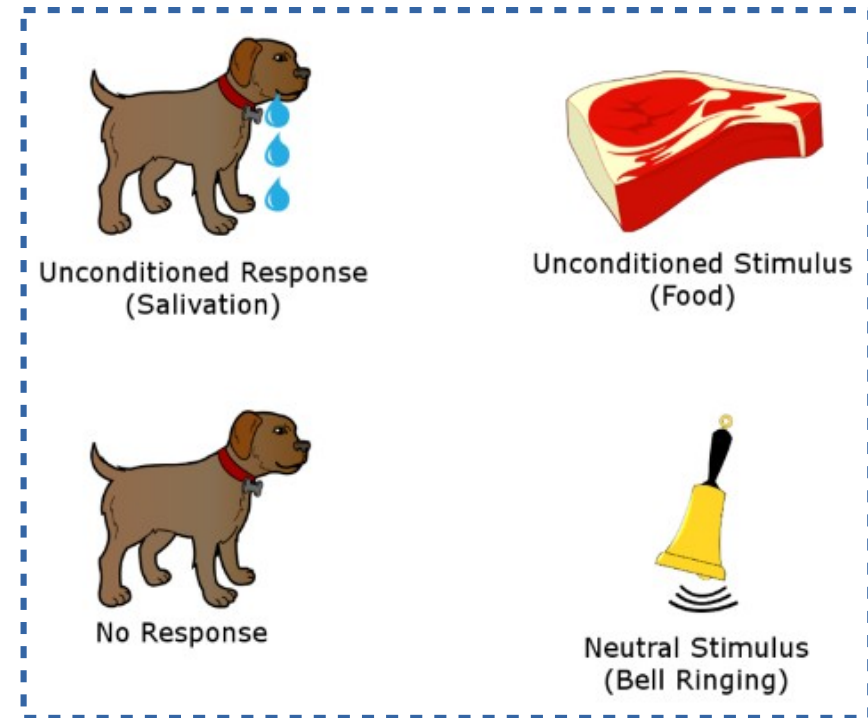 Unconditioned Response
(Salivation)
Unconditioned Stimulus
(Food)
No Response
Neutral Stimulus
(Bell Ringing)